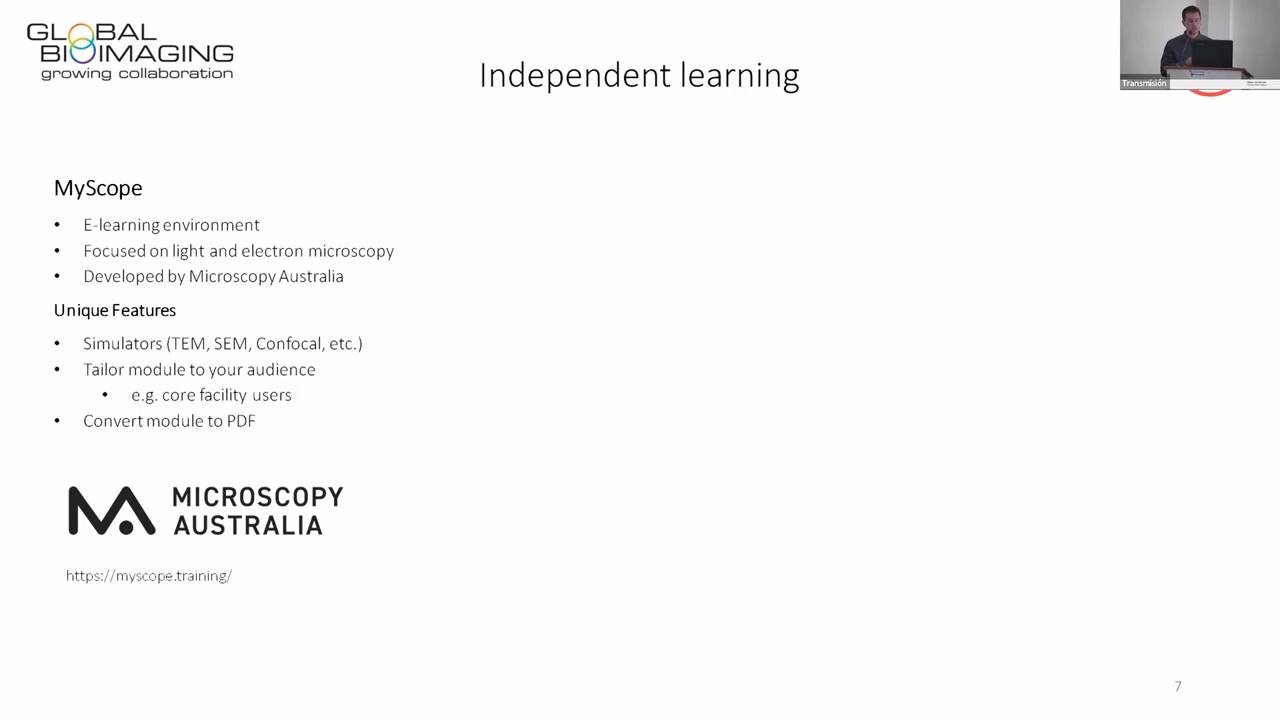 GLOBAL
BIOIMAGING
growing collaboration
Independent learning
Transmisión
MyScope
• E-learning environment
• Focused on light and electron microscopy
• Developed by Microscopy Australia
Unique Features
• Simulators (TEM, SEM, Confocal, etc.)
• Tailor module to your audience
• e.g. core facility users
• Convert module to PDF
MICROSCOPY
AUSTRALIA
https://myscope.training/
7